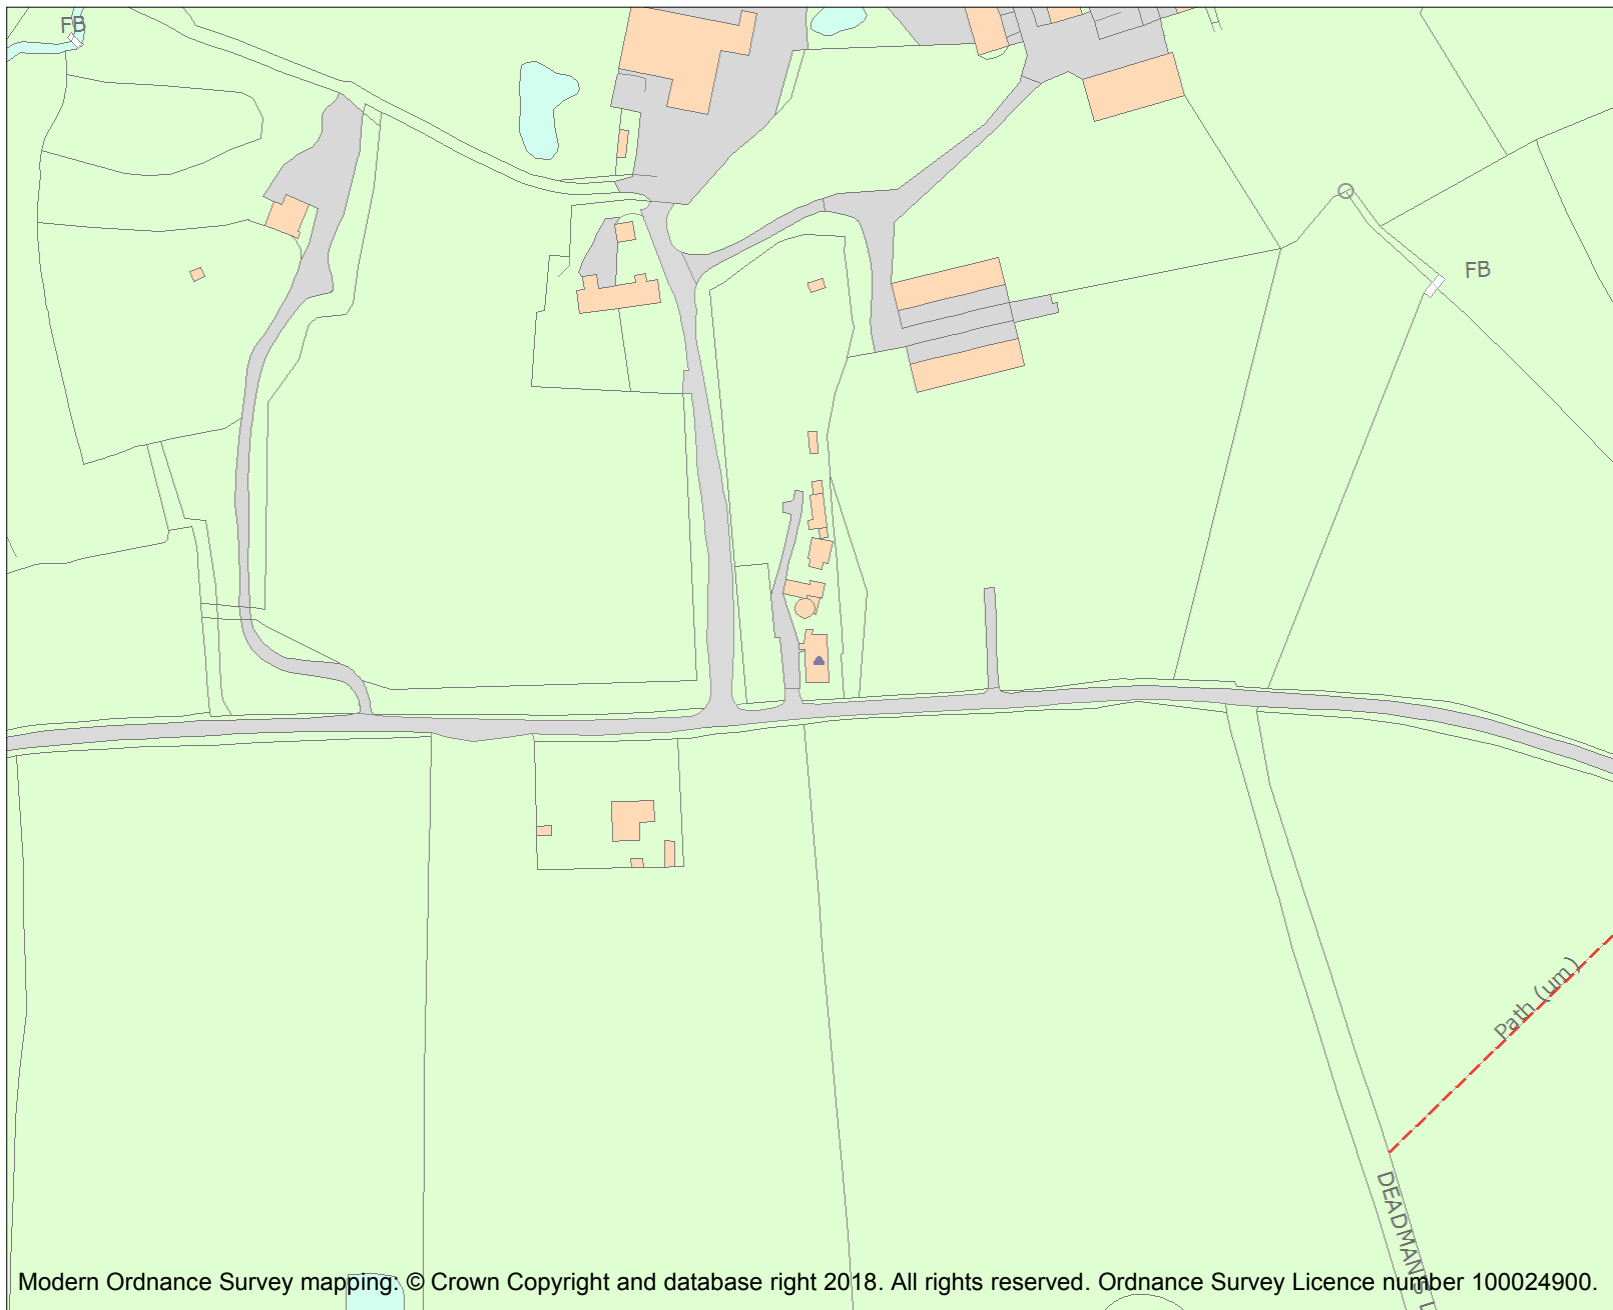 FB
FB
Path (um)
DEADMAN'S L
Modern Ordnance Survey mapping: © Crown Copyright and database right 2018. All rights reserved. Ordnance Survey Licence number 100024900.